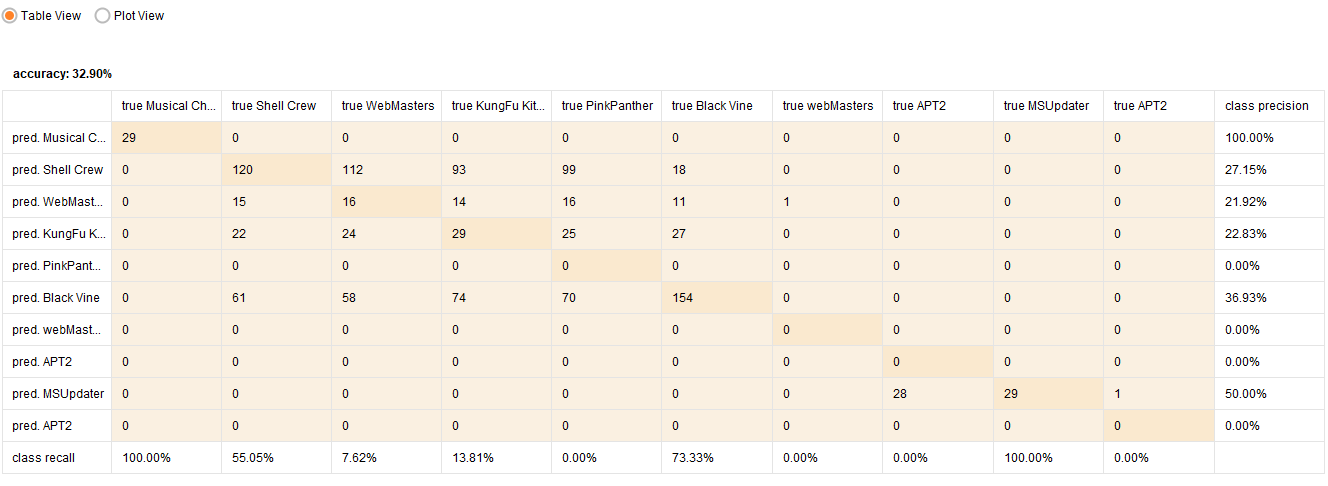 Table View Plot View
accuracy: 32.90%
true Musical Ch... true Shell Crew true WebMasters true KungFu Kit... true PinkPanther true Black Vine true webMasters true APT2 true MSUpdater true APT2 class precision
pred. Musical C... 29 0 0 0 0 0 0 0 0 0 100.00%
pred. Shell Crew 0 120 112 93 99 18 0 0 0 0 27.15%
pred. WebMast... 0 15 16 14 16 11 1 0 0 0 21.92%
pred. KungFu K... 0 22 24 29 25 27 0 0 0 0 22.83%
pred. PinkPant... 0 0 0 0 0 0 0 0 0 0 0.00%
pred. Black Vine 0 61 58 74 70 154 0 0 0 0 36.93%
pred. webMast... 0 0 0 0 0 0 0 0 0 0 0.00%
pred. APT2 0 0 0 0 0 0 0 0 0 0 0.00%
pred. MSUpdater 0 0 0 0 0 0 0 28 29 1 50.00%
pred. APT2 0 0 0 0 0 0 0 0 0 0 0.00%
class recall 100.00% 55.05% 7.62% 13.81% 0.00% 73.33% 0.00% 0.00% 100.00% 0.00%